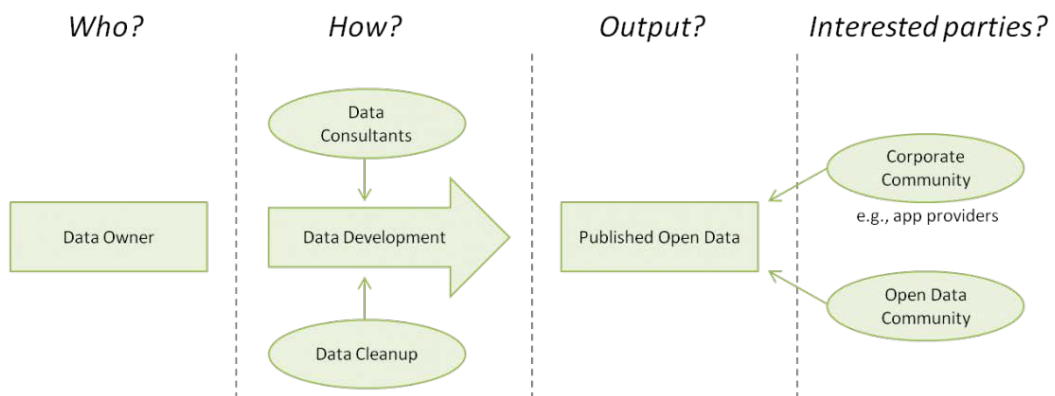 Who?
How?
Output?
Interested parties?
Data
Consultants
Corporate
Community
e.g., app providers
Data Owner
Data Development
Published Open Data
Open Data
Community
Data Cleanup